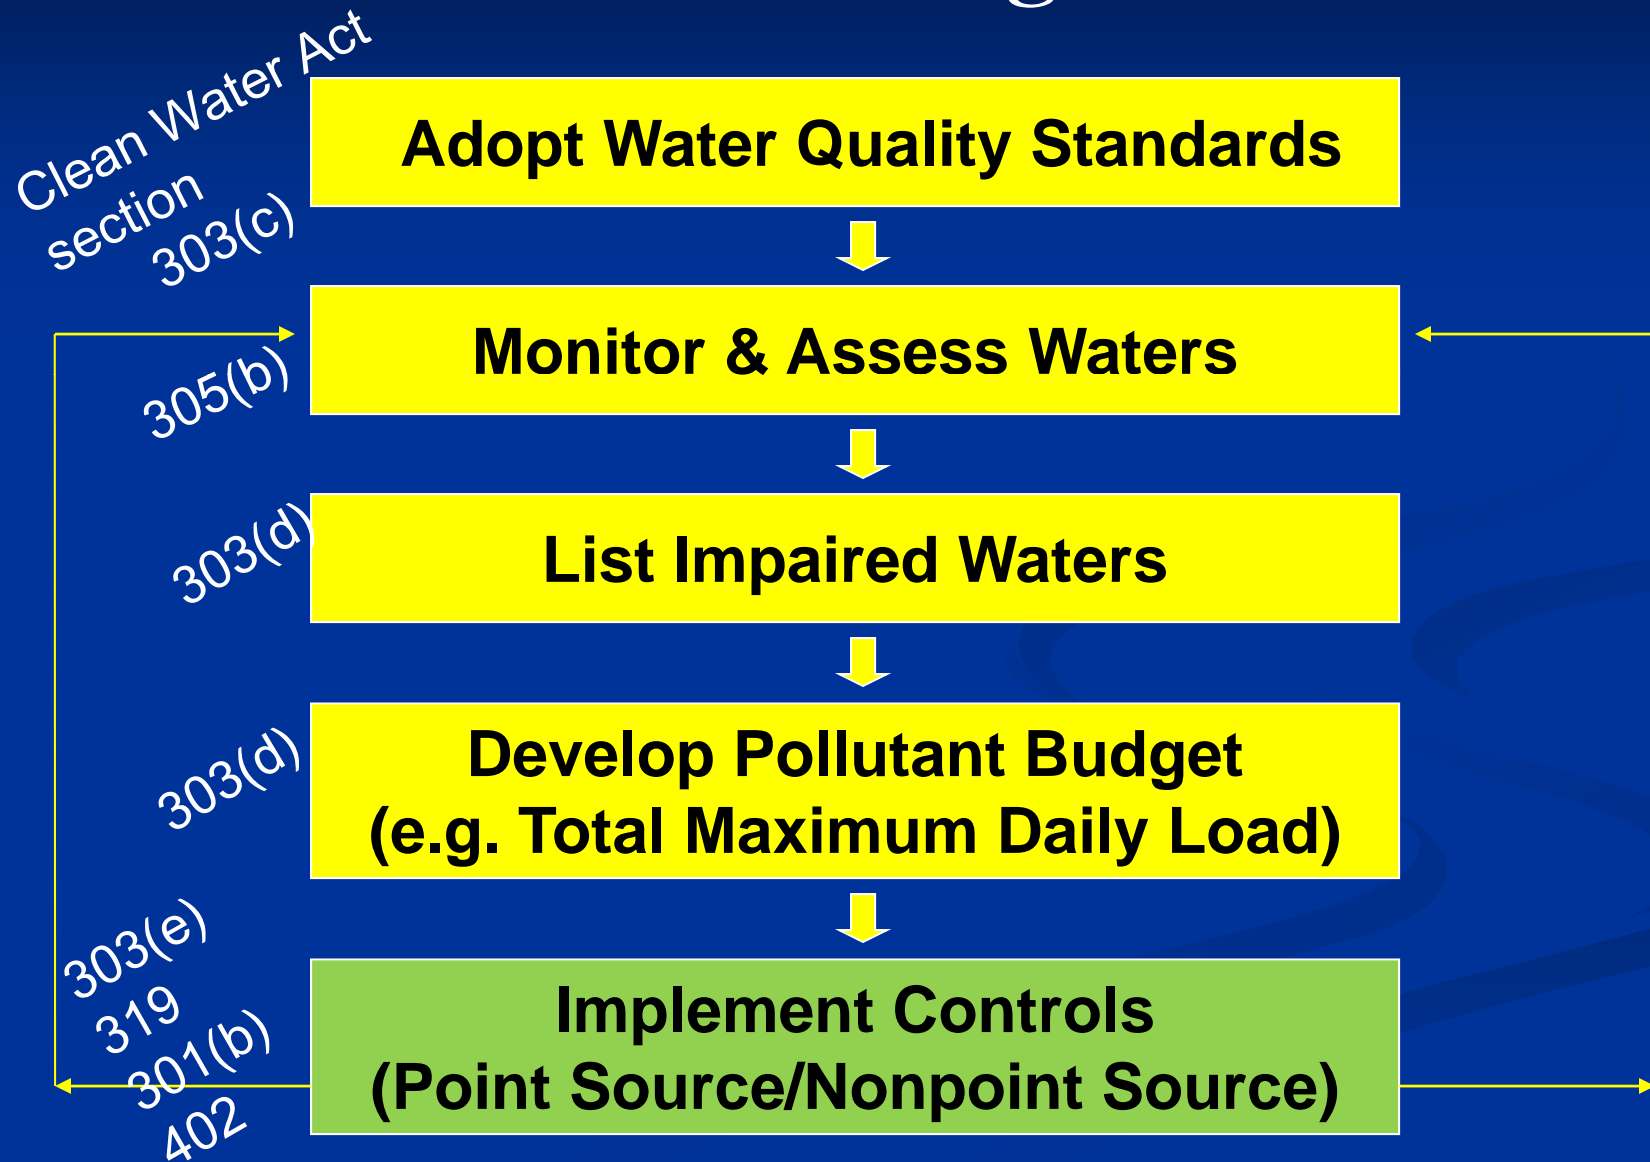 Clean Water Act
section
303(c)
Adopt Water Quality Standards
305(b)
Monitor & Assess Waters
303(d)
List Impaired Waters
303(d)
Develop Pollutant Budget
(e.g. Total Maximum Daily Load)
303(e)
319
301(b)
402
Implement Controls
(Point Source/Nonpoint Source)